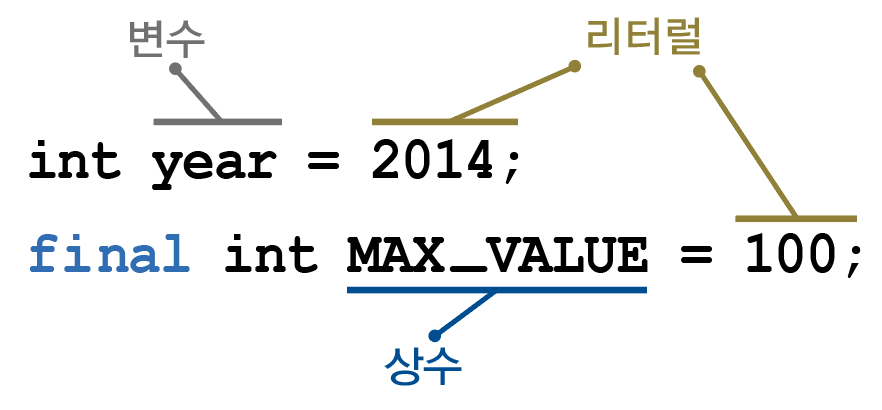 변수 리터럴
int year = 2014;
final int MAX_VALUE = 100;
상수